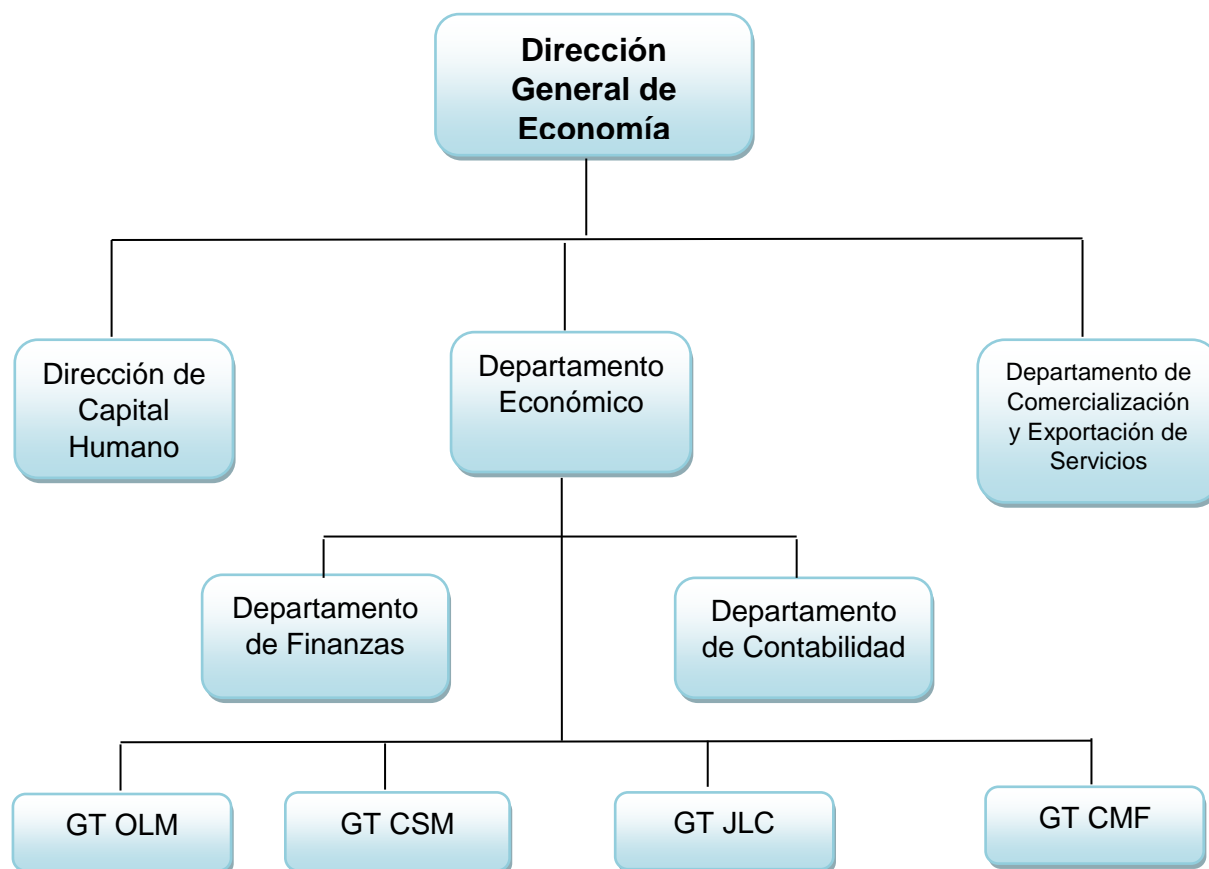 Dirección
General de
Economía
Dirección de
Capital
Humano
Departamento
Económico
Departamento de
Comercialización
y Exportación de
Servicios
Departamento
de Finanzas
Departamento
de Contabilidad
GT OLM
GT CSM
GT JLC
GT CMF